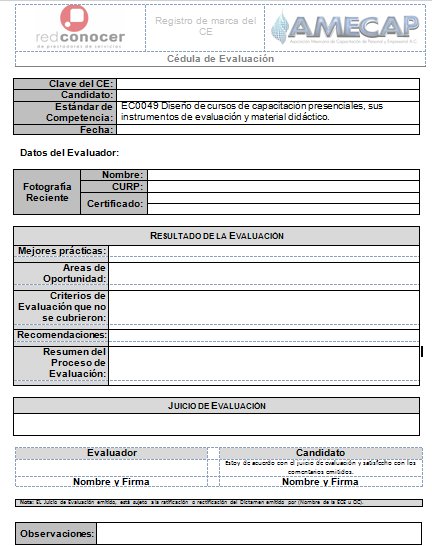 red conocer
de prestadores de servicios
Registro de marca del
CE
AMECAP
Cédula de Evaluación
Clave del CE:
Candidato:
Estándar de Competencia: EC0049 Diseño de cursos de capacitación presenciales, sus
instrumentos de evaluación y material didáctico.
Fecha:
Datos del Evaluador:
Fotografía
Reciente
Nombre:
CURP:
Certificado:
RESULTADO DE LA EVALUACIÓN
Mejores prácticas:
Areas de
Oportunidad:
Criterios de
Evaluación que no
se cubrieron:
Recomendaciones:
Resumen del
Proceso de
Evaluación:
JUICIO DE EVALUACIÓN
Evaluador
Candidato
Estoy de acuerdo con el juicio de evaluación y satisfecho con los
comentarios emitidos.
Nombre y Firma
Nombre y Firma
Nota: EL Juicio de Evaluación emitido, está sujeto a la ratificación o rectificación del Dictamen emitido por (Nombre de la ECE u OC).
Observaciones: